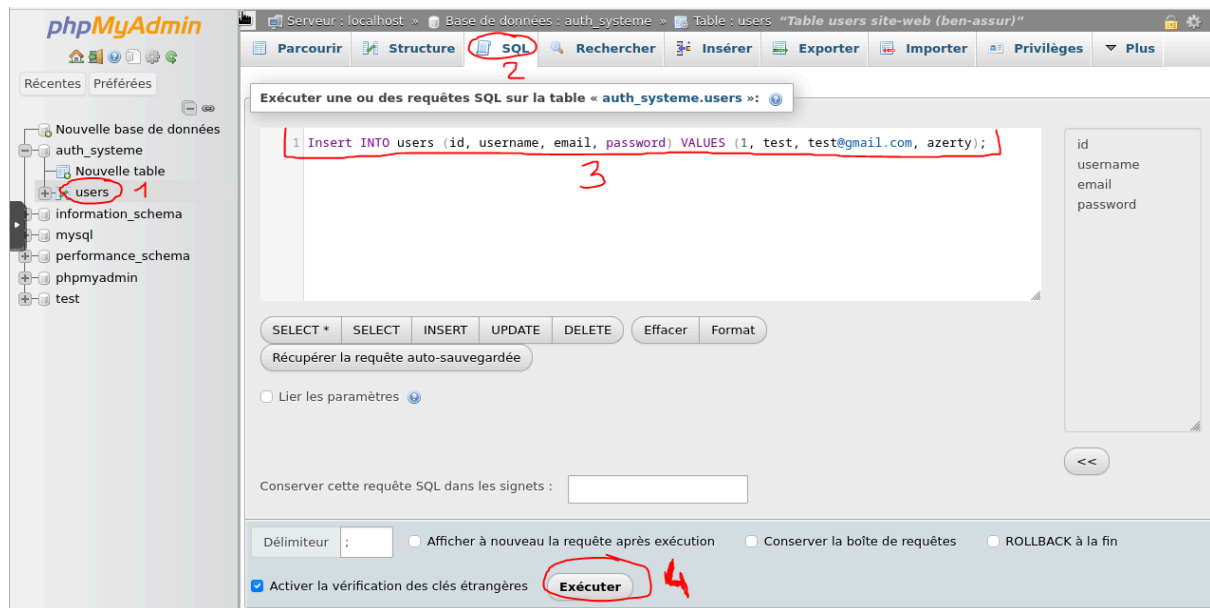 phpMyAdmin
Récentes Préférées
Nouvelle base de données
auth_systeme
Nouvelle table
users 1
information_schema
mysql
performance_schema
phpmyadmin
test
Serveur : localhost » Base de données : auth_systeme » Table : users "Table users site-web (ben-assur)"
Parcourir Structure SQL Rechercher Insérer Exporter Importer Privilèges Plus
2
Exécuter une ou des requêtes SQL sur la table « auth_systeme.users »:
1 Insert INTO users (id, username, email, password) VALUES (1, test, test@gmail.com, azerty);
3
id
username
email
password
SELECT * SELECT INSERT UPDATE DELETE Effacer Format
Récupérer la requête auto-sauvegardée
Lier les paramètres
<<
Conserver cette requête SQL dans les signets :
Délimiteur ; Afficher à nouveau la requête après exécution Conserver la boîte de requêtes ROLLBACK à la fin
Activer la vérification des clés étrangères Exécuter 4